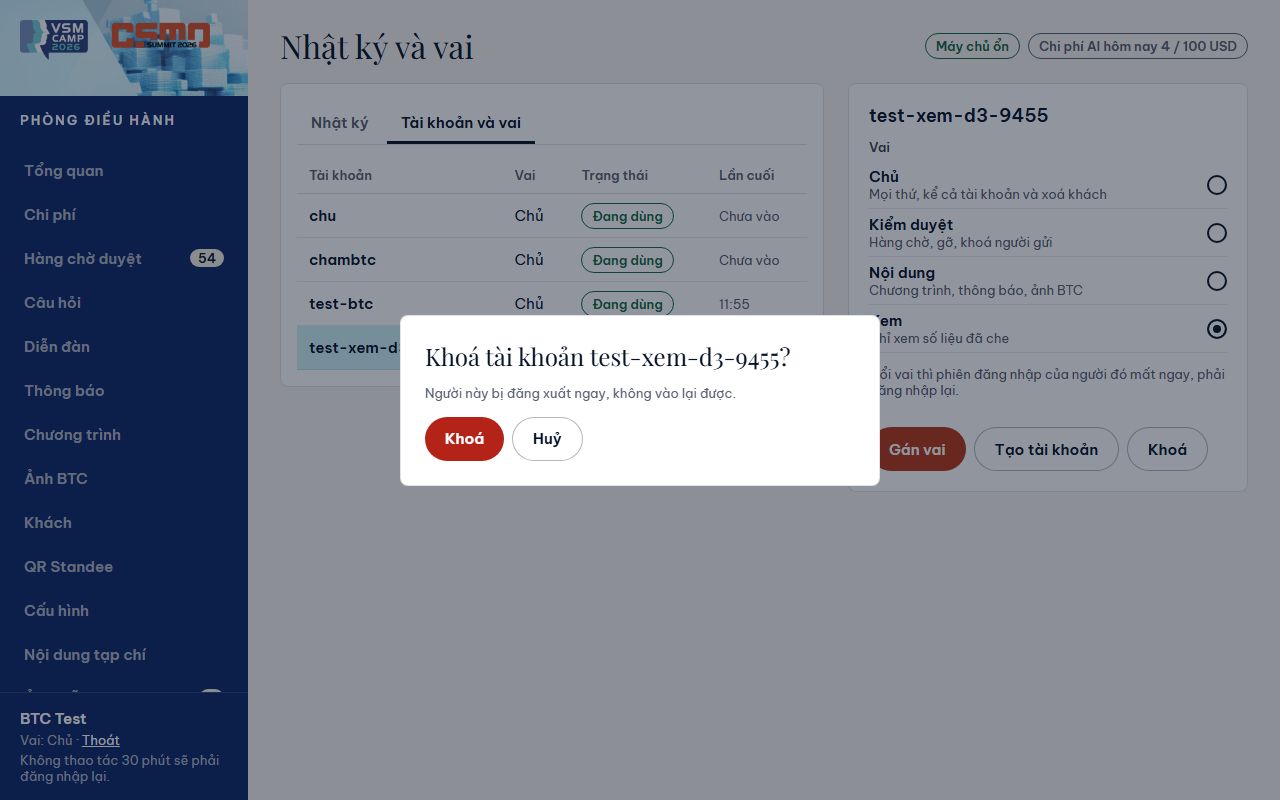 VSM
CAMP
2026
CSMO
SUMMIT 2026
PHÒNG ĐIỀU HÀNH
Tổng quan
Chi phí
Hàng chờ duyệt 54
Câu hỏi
Diễn đàn
Thông báo
Chương trình
Ảnh BTC
Khách
QR Standee
Cấu hình
Nội dung tạp chí
BTC Test
Vai: Chủ · Thoát
Không thao tác 30 phút sẽ phải
đăng nhập lại.
Nhật ký và vai
Máy chủ ổn
Chi phí AI hôm nay 4 / 100 USD
Nhật ký
Tài khoản và vai
Tài khoản Vai Trạng thái Lần cuối
chu Chủ Đang dùng Chưa vào
chambtc Chủ Đang dùng Chưa vào
test-btc Chủ Đang dùng 11:55
test-xem-d3
Khoá tài khoản test-xem-d3-9455?
Người này bị đăng xuất ngay, không vào lại được.
Khoá
Huỷ
test-xem-d3-9455
Vai
Chủ
Mọi thứ, kể cả tài khoản và xoá khách
Kiểm duyệt
Hàng chờ, gỡ, khoá người gửi
Nội dung
Chương trình, thông báo, ảnh BTC
Xem
Chỉ xem số liệu đã che
Đổi vai thì phiên đăng nhập của người đó mất ngay, phải
đăng nhập lại.
Gán vai
Tạo tài khoản
Khoá